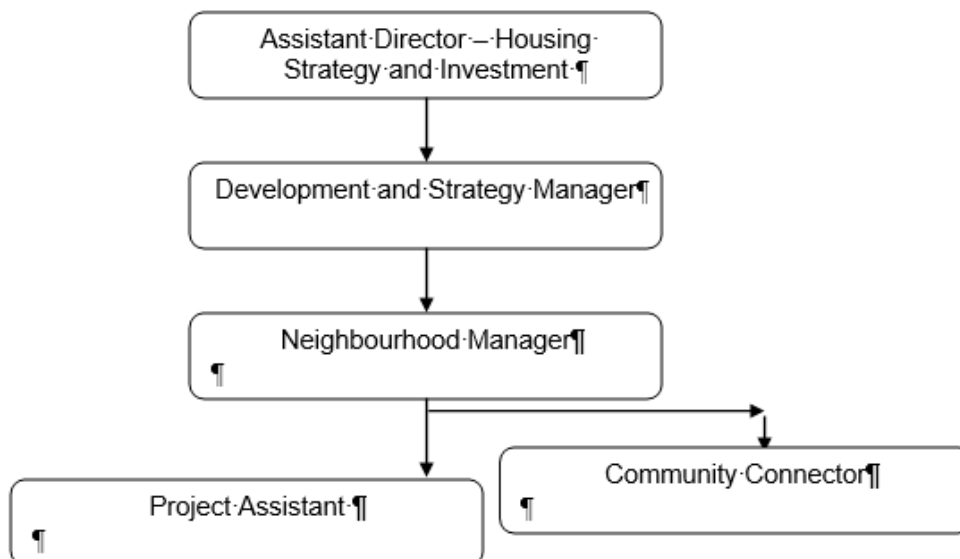 Assistant·Director·–·Housing·
Strategy·and·Investment·¶
Development·and·Strategy·Manager¶
Neighbourhood·Manager¶
¶
Community·Connector¶
¶
Project·Assistant·¶
¶